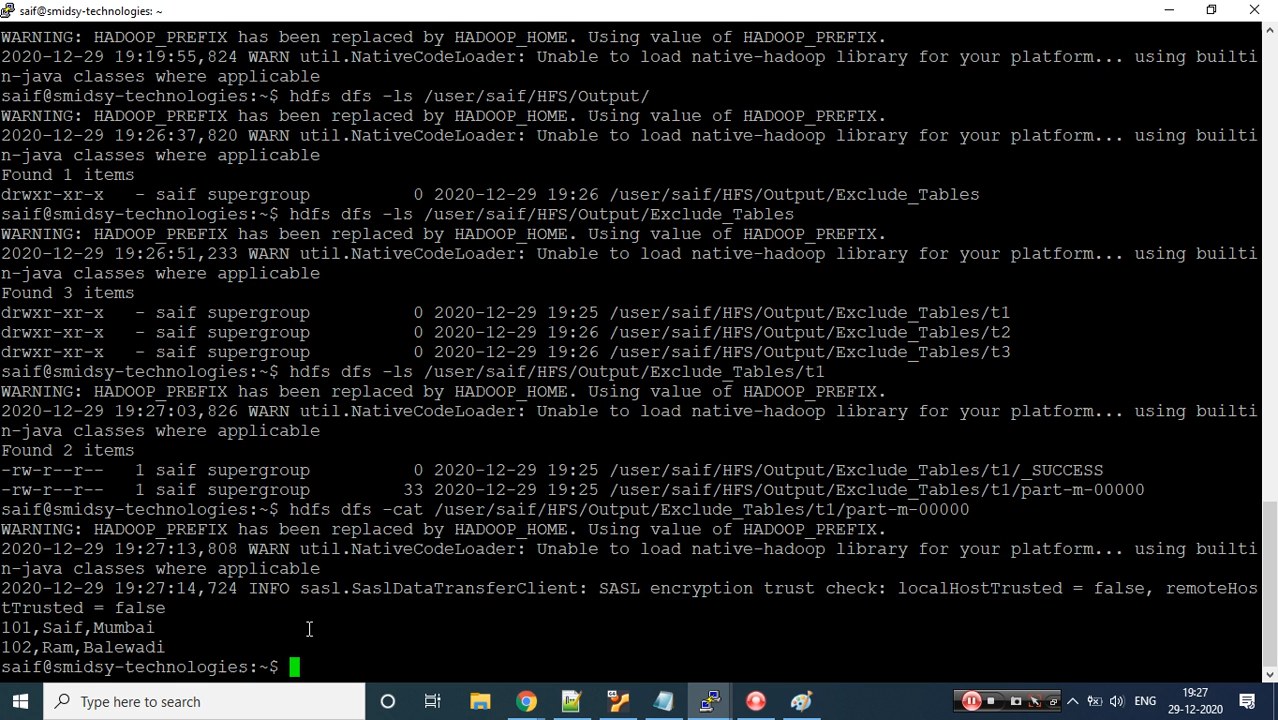 saif@smidsy-technologies: ~
WARNING: HADOOP_PREFIX has been replaced by HADOOP_HOME. Using value of HADOOP_PREFIX.
2020-12-29 19:19:55,824 WARN util.NativeCodeLoader: Unable to load native-hadoop library for your platform... using builti
n-java classes where applicable
saif@smidsy-technologies:~$ hdfs dfs -ls /user/saif/HFS/Output/
WARNING: HADOOP_PREFIX has been replaced by HADOOP_HOME. Using value of HADOOP_PREFIX.
2020-12-29 19:26:37,820 WARN util.NativeCodeLoader: Unable to load native-hadoop library for your platform... using builti
n-java classes where applicable
Found 1 items
drwxr-xr-x   - saif supergroup          0 2020-12-29 19:26 /user/saif/HFS/Output/Exclude_Tables
saif@smidsy-technologies:~$ hdfs dfs -ls /user/saif/HFS/Output/Exclude_Tables
WARNING: HADOOP_PREFIX has been replaced by HADOOP_HOME. Using value of HADOOP_PREFIX.
2020-12-29 19:26:51,233 WARN util.NativeCodeLoader: Unable to load native-hadoop library for your platform... using builti
n-java classes where applicable
Found 3 items
drwxr-xr-x   - saif supergroup          0 2020-12-29 19:25 /user/saif/HFS/Output/Exclude_Tables/t1
drwxr-xr-x   - saif supergroup          0 2020-12-29 19:26 /user/saif/HFS/Output/Exclude_Tables/t2
drwxr-xr-x   - saif supergroup          0 2020-12-29 19:26 /user/saif/HFS/Output/Exclude_Tables/t3
saif@smidsy-technologies:~$ hdfs dfs -ls /user/saif/HFS/Output/Exclude_Tables/t1
WARNING: HADOOP_PREFIX has been replaced by HADOOP_HOME. Using value of HADOOP_PREFIX.
2020-12-29 19:27:03,826 WARN util.NativeCodeLoader: Unable to load native-hadoop library for your platform... using builti
n-java classes where applicable
Found 2 items
-rw-r--r--   1 saif supergroup          0 2020-12-29 19:25 /user/saif/HFS/Output/Exclude_Tables/t1/_SUCCESS
-rw-r--r--   1 saif supergroup         33 2020-12-29 19:25 /user/saif/HFS/Output/Exclude_Tables/t1/part-m-00000
saif@smidsy-technologies:~$ hdfs dfs -cat /user/saif/HFS/Output/Exclude_Tables/t1/part-m-00000
WARNING: HADOOP_PREFIX has been replaced by HADOOP_HOME. Using value of HADOOP_PREFIX.
2020-12-29 19:27:13,808 WARN util.NativeCodeLoader: Unable to load native-hadoop library for your platform... using builti
n-java classes where applicable
2020-12-29 19:27:14,724 INFO sasl.SaslDataTransferClient: SASL encryption trust check: localHostTrusted = false, remoteHos
tTrusted = false
101,Saif,Mumbai
102,Ram,Balewadi
saif@smidsy-technologies:~$
Type here to search
ENG
19:27
29-12-2020